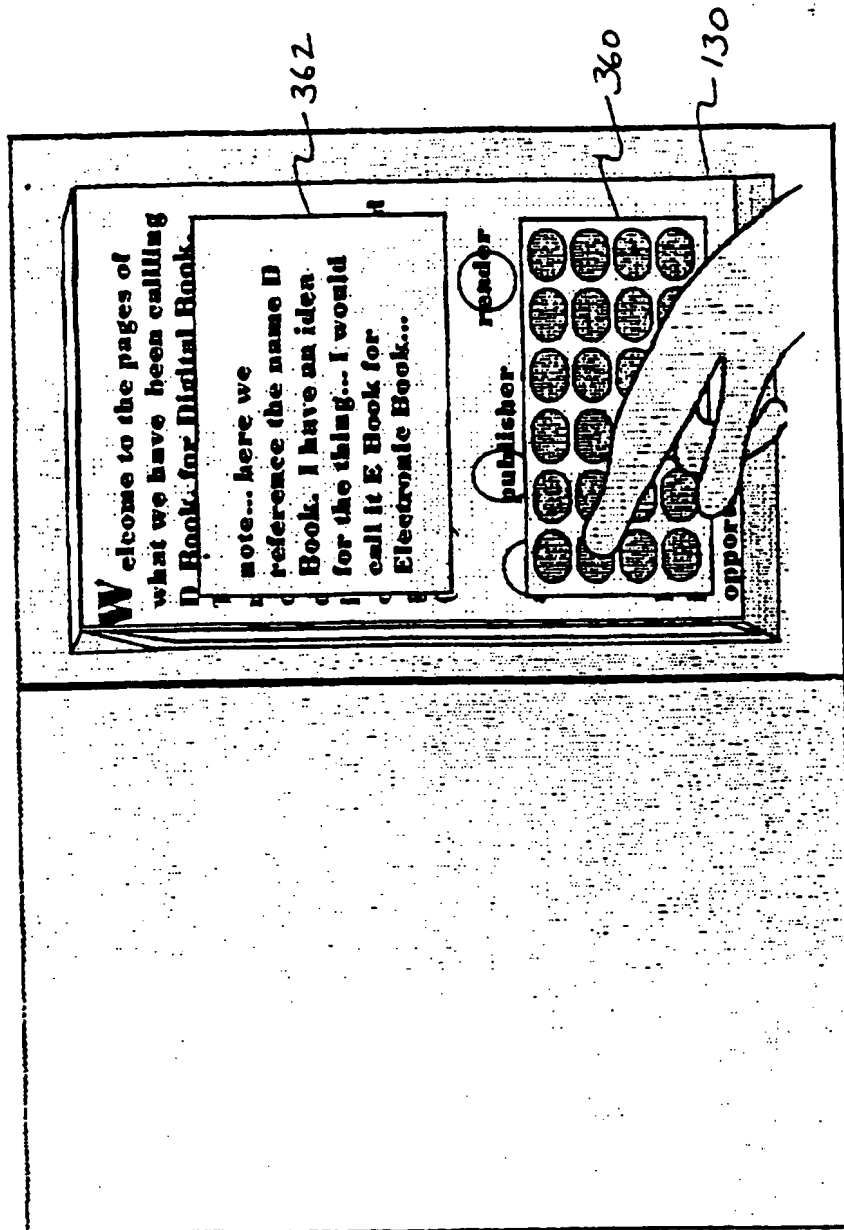 Welcome to the pages of
what we have been callling
D Book, for Digital Book.
note... here we
reference the name D
Book. I have an idea
for the thing... I would
call it E Book for
Electronic Book...
publisher
reader
oppor
362
360
130